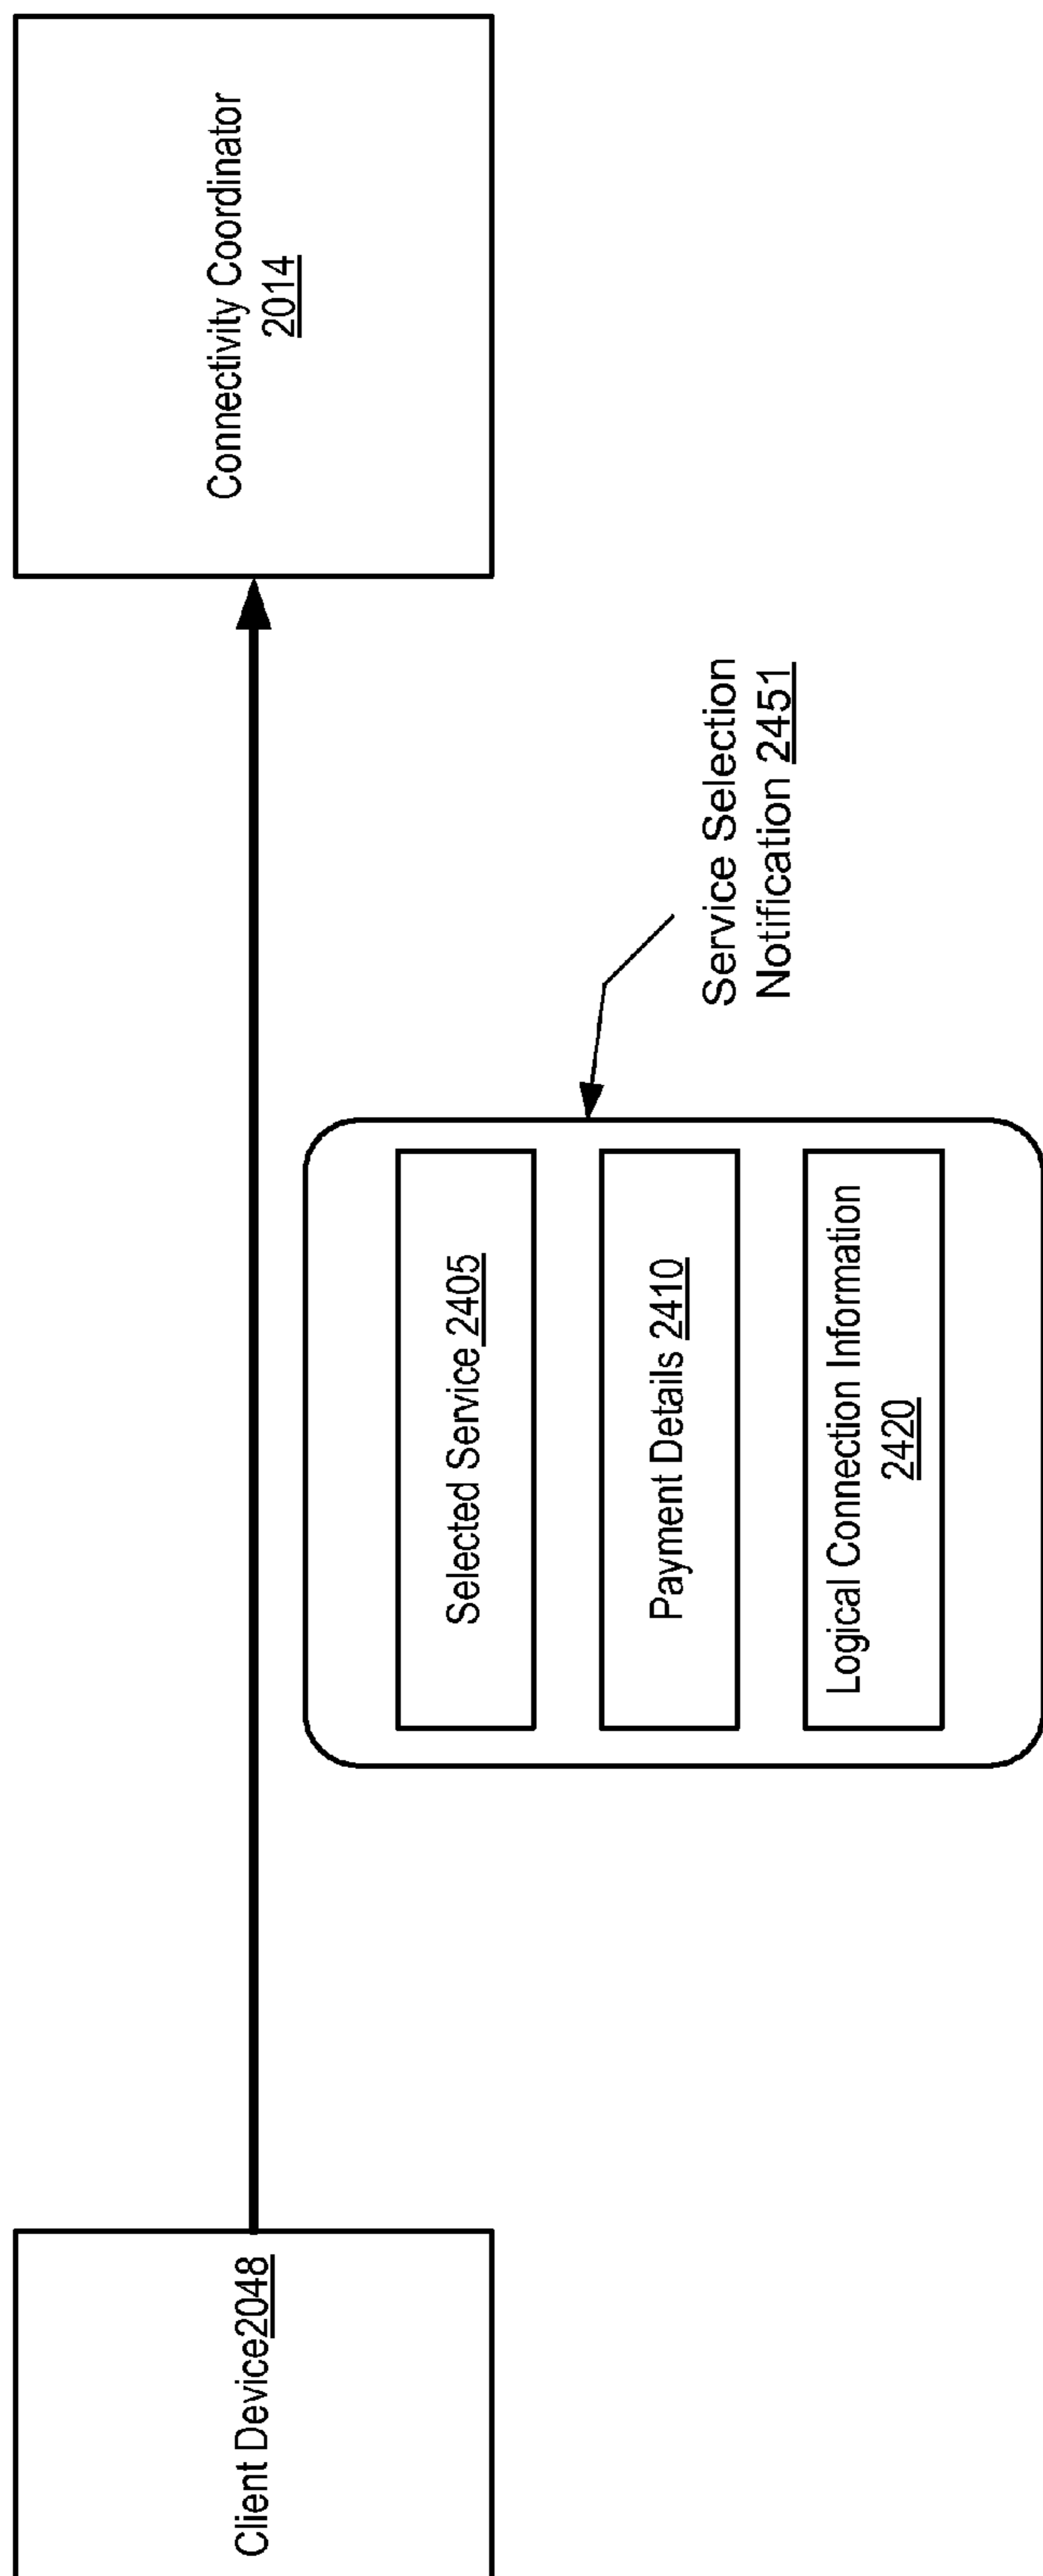 Client Device2048
Connectivity Coordinator
2014
Selected Service 2405
Payment Details 2410
Logical Connection Information
2420
Service Selection
Notification 2451